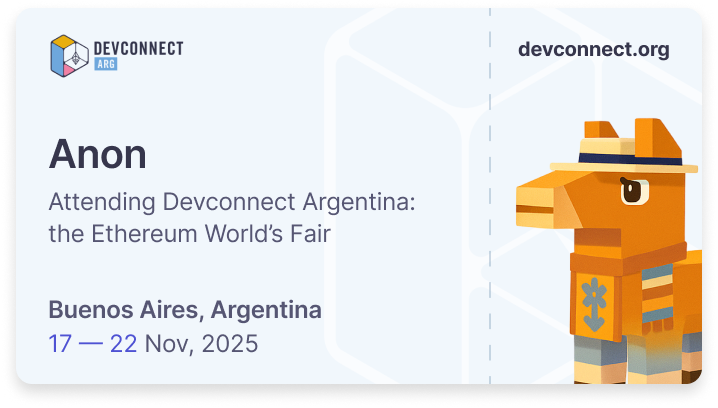 DEVCONNECT
ARG
devconnect.org
Anon
Attending Devconnect Argentina:
the Ethereum World’s Fair
Buenos Aires, Argentina
17 — 22 Nov, 2025